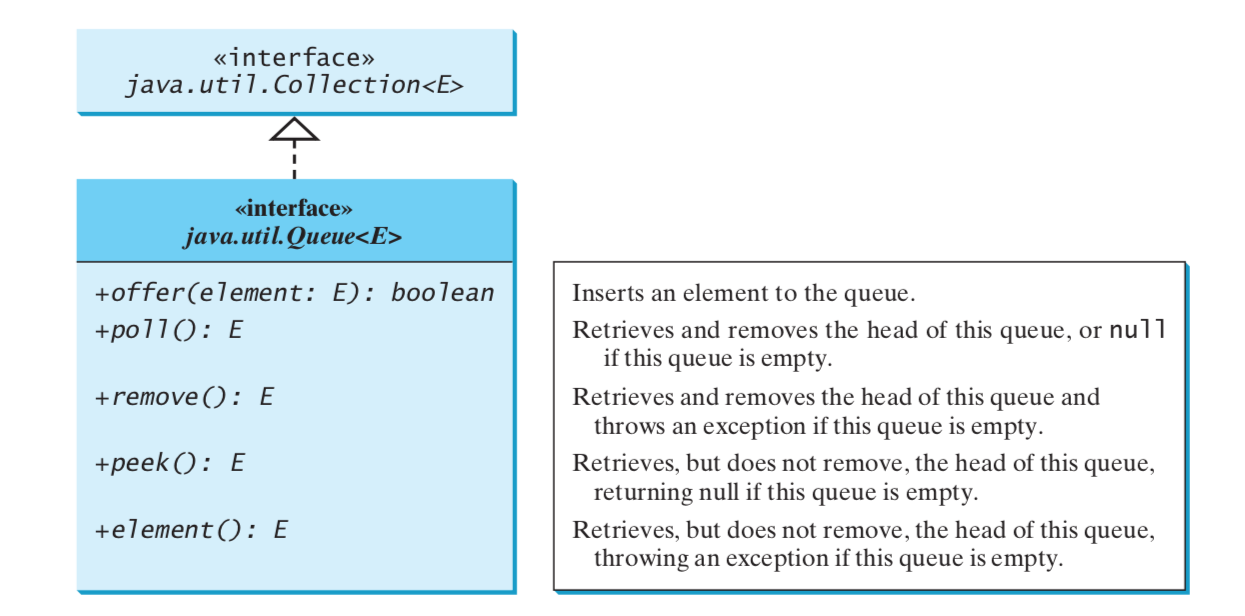 «interface»
java.util.Collection<E>
«interface»
java.util.Queue<E>
+offer(element: E): boolean
Inserts an element to the queue.
+poll(): E
Retrieves and removes the head of this queue, or null
if this queue is empty.
+remove(): E
Retrieves and removes the head of this queue and
throws an exception if this queue is empty.
+peek(): E
Retrieves, but does not remove, the head of this queue,
returning null if this queue is empty.
+element(): E
Retrieves, but does not remove, the head of this queue,
throwing an exception if this queue is empty.